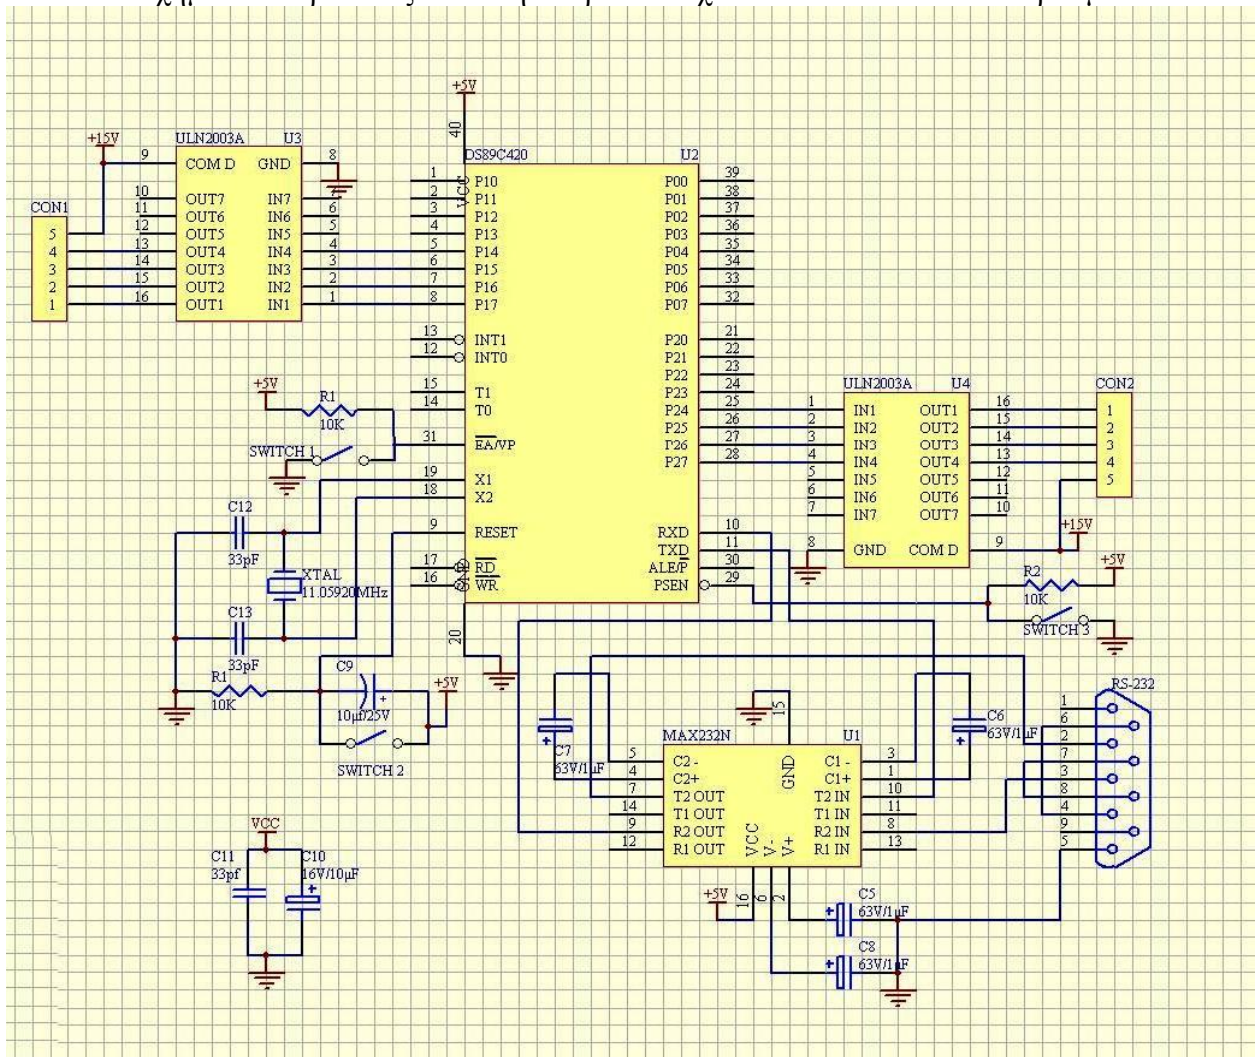 +5V
40
+15V
ULN2003A U3
9 COM D GND 8
DS89C420 U2
VCC
CON1
5
4
3
2
1
10 OUT7 IN7 7
11 OUT6 IN6 6
12 OUT5 IN5 5
13 OUT4 IN4 4
14 OUT3 IN3 3
15 OUT2 IN2 2
16 OUT1 IN1 1
1 P10 P00 39
2 P11 P01 38
3 P12 P02 37
4 P13 P03 36
5 P14 P04 35
6 P15 P05 34
7 P16 P06 33
8 P17 P07 32
13 INT1 P20 21
12 INT0 P21 22
P22 23
15 T1 P23 24
14 T0 P24 25
P25 26
31 EA/VP P26 27
P27 28
19 X1
18 X2
9 RESET RXD 10
TXD 11
17 RD ALE/P 30
16 WR PSEN 29
GND
20
+5V
R1
10K
SWITCH 1
C12
33pF
XTAL
11.05920MHz
C13
33pF
R1
10K
C9
+5V
10µf/25V
SWITCH 2
ULN2003A U4
1 IN1 OUT1 16
2 IN2 OUT2 15
3 IN3 OUT3 14
4 IN4 OUT4 13
5 IN5 OUT5 12
6 IN6 OUT6 11
7 IN7 OUT7 10
8 GND COM D 9
CON2
1
2
3
4
5
+15V
+5V
R2
10K
SWITCH 3
C7
63V/1µF
15
C6
63V/1µF
MAX232N U1
5 C2 - C1 - 3
4 C2+ C1+ 1
7 T2 OUT T2 IN 10
14 T1 OUT T1 IN 11
9 R2 OUT R2 IN 8
12 R1 OUT R1 IN 13
GND
VCC
V-
V+
16
6
2
+5V
C5
63V/1µF
C8
63V/1µF
RS-232
1
6
2
7
3
8
4
9
5
VCC
C11
33pf
C10
16V/10µF